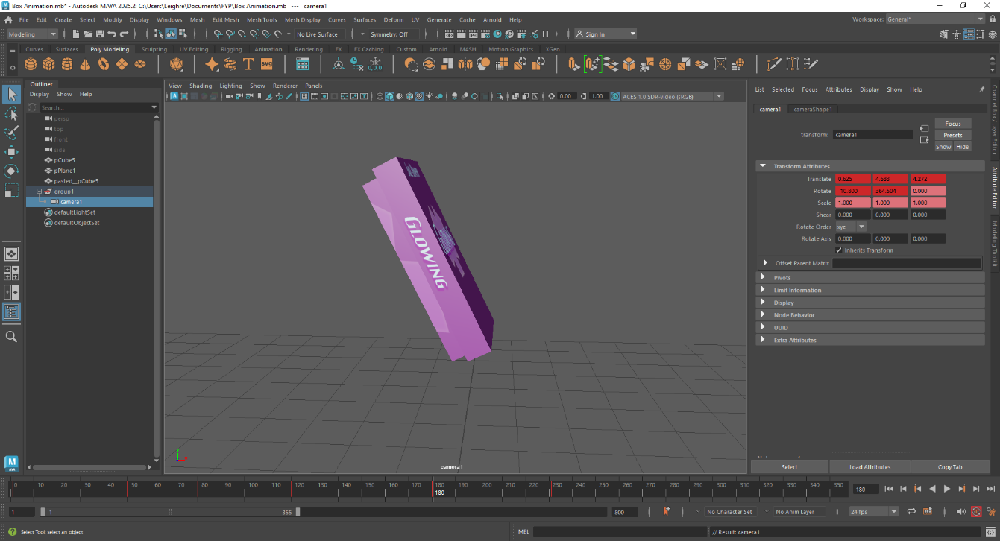 Box Animation.mb* - Autodesk MAYA 2025.2: C:\Users\Leighre\Documents\FYP\Box Animation.mb --- camera1
File Edit Create Select Modify Display Windows Mesh Edit Mesh Mesh Tools Mesh Display Curves Surfaces Deform UV Generate Cache Arnold Help
Workspace: General*
Modeling No Live Surface Symmetry: Off Sign In
Curves Surfaces Poly Modeling Sculpting UV Editing Rigging Animation Rendering FX FX Caching Custom Arnold MASH Motion Graphics XGen
Outliner
Display Show Help
Search...
persp
top
front
side
pCube5
pPlane1
pasted__pCube5
group1
camera1
defaultLightSet
defaultObjectSet
View Shading Lighting Show Renderer Panels
0.00 1.00 ACES 1.0 SDR-video (sRGB)
GLOWING
camera1
List Selected Focus Attributes Display Show Help
camera1 cameraShape1
Focus
transform: camera1 Presets
Show Hide
Transform Attributes
Translate 0.625 4.683 4.272
Rotate -10.800 364.504 0.000
Scale 1.000 1.000 1.000
Shear 0.000 0.000 0.000
Rotate Order xyz
Rotate Axis 0.000 0.000 0.000
Inherits Transform
Offset Parent Matrix
Pivots
Limit Information
Display
Node Behavior
UUID
Extra Attributes
Select Load Attributes Copy Tab
Channel Box / Layer Editor
Attribute Editor
Modeling Toolkit
0 10 20 30 40 50 60 70 80 90 100 110 120 130 140 150 160 170 180 190 200 210 220 230 240 250 260 270 280 290 300 310 320 330 340 350
180 180
1 1 355 800 No Character Set No Anim Layer 24 fps
Select Tool: select an object MEL // Result: camera1